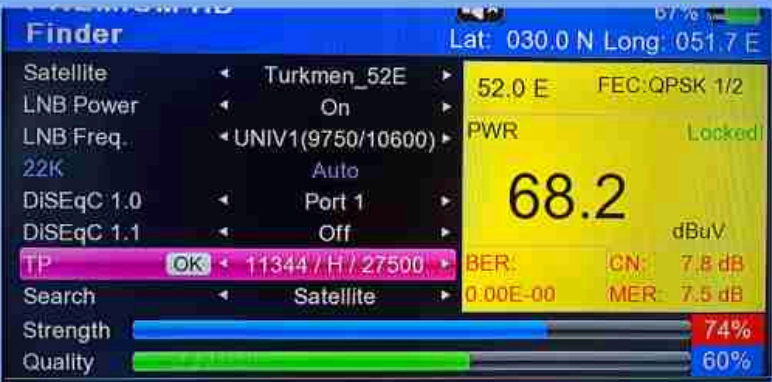 67%
Finder
Lat: 030.0 N Long: 051.7 E
Satellite Turkmen_52E
LNB Power On
LNB Freq. UNIV1(9750/10600)
22K Auto
DiSEqC 1.0 Port 1
DiSEqC 1.1 Off
TP OK 11344 / H / 27500
Search Satellite
Strength 74%
Quality 60%
52.0 E FEC:QPSK 1/2
PWR Locked!
68.2
dBuV
BER: CN: 7.8 dB
0.00E-00 MER: 7.5 dB